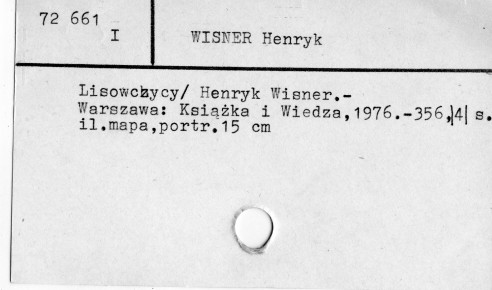 72 661
I
WISNER Henryk
Lisowczycy/ Henryk Wisner.-
Warszawa: Książka i Wiedza,1976.-356,|4| s.
il.mapa,portr.15 cm